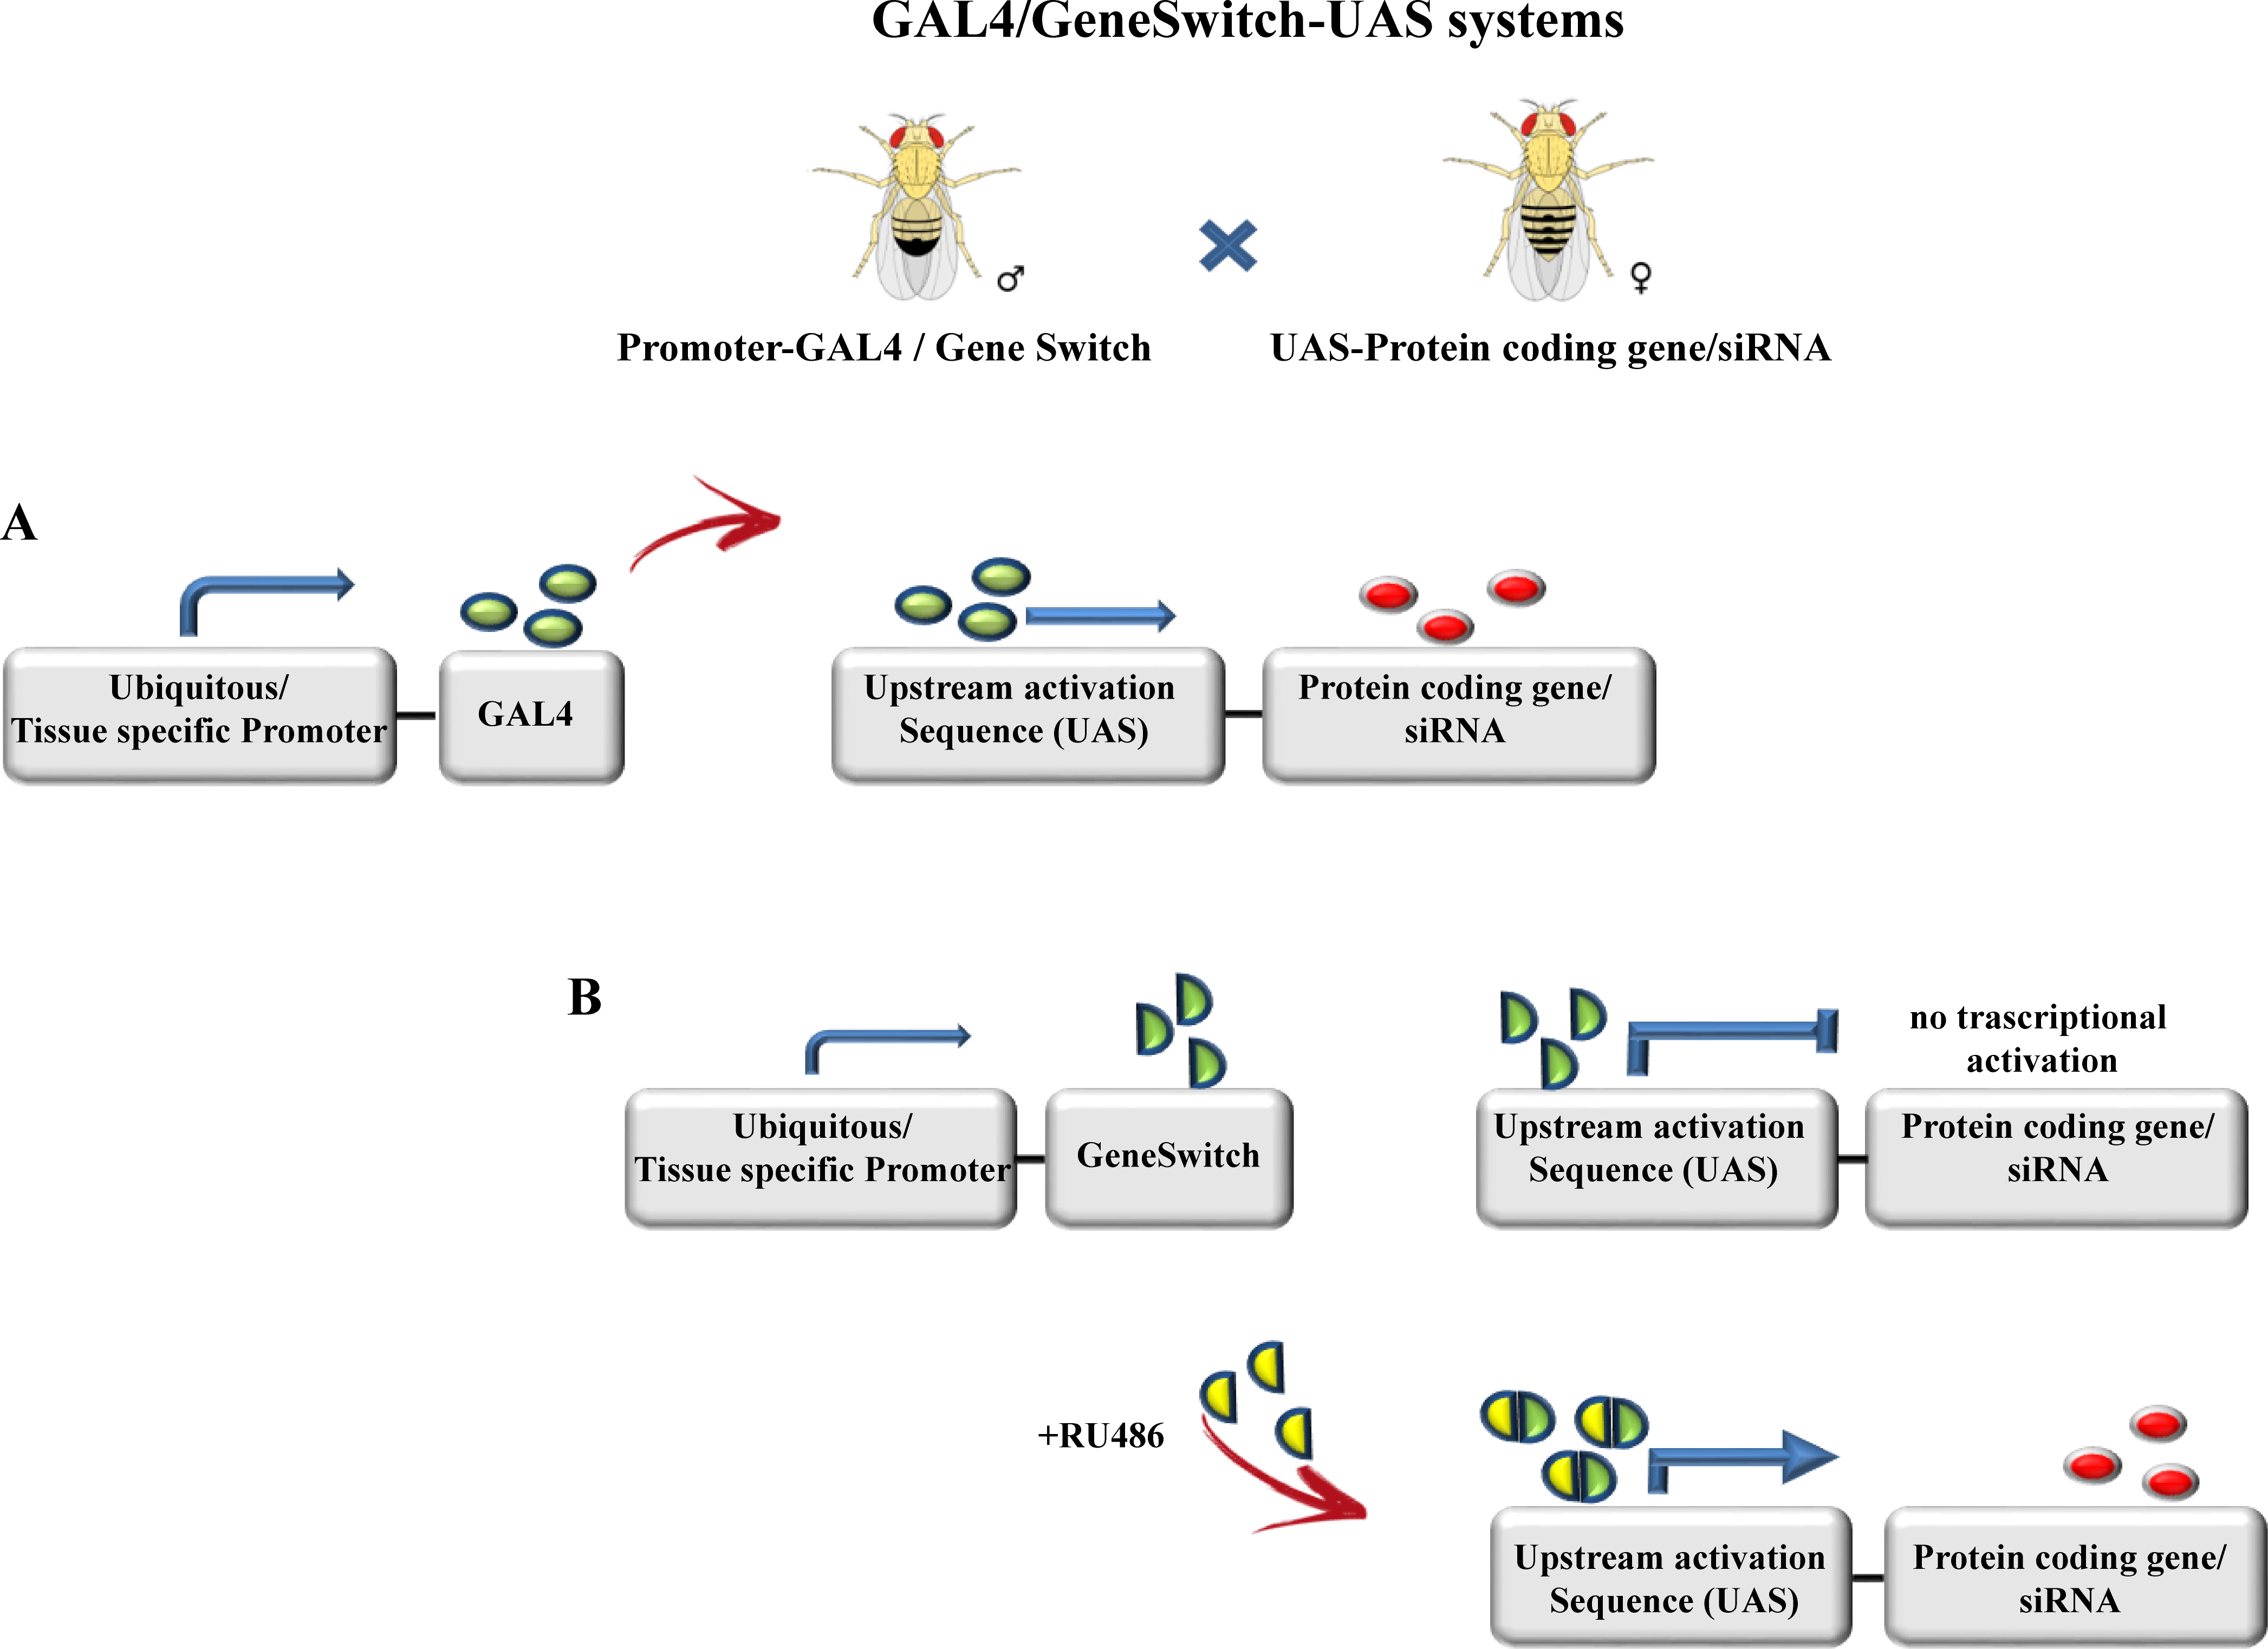 GAL4/GeneSwitch-UAS systems
♂
♀
Promoter-GAL4 / Gene Switch
UAS-Protein coding gene/siRNA
A
Ubiquitous/
Tissue specific Promoter
GAL4
Upstream activation
Sequence (UAS)
Protein coding gene/
siRNA
B
no trascriptional
activation
Ubiquitous/
Tissue specific Promoter
GeneSwitch
Upstream activation
Sequence (UAS)
Protein coding gene/
siRNA
+RU486
Upstream activation
Sequence (UAS)
Protein coding gene/
siRNA